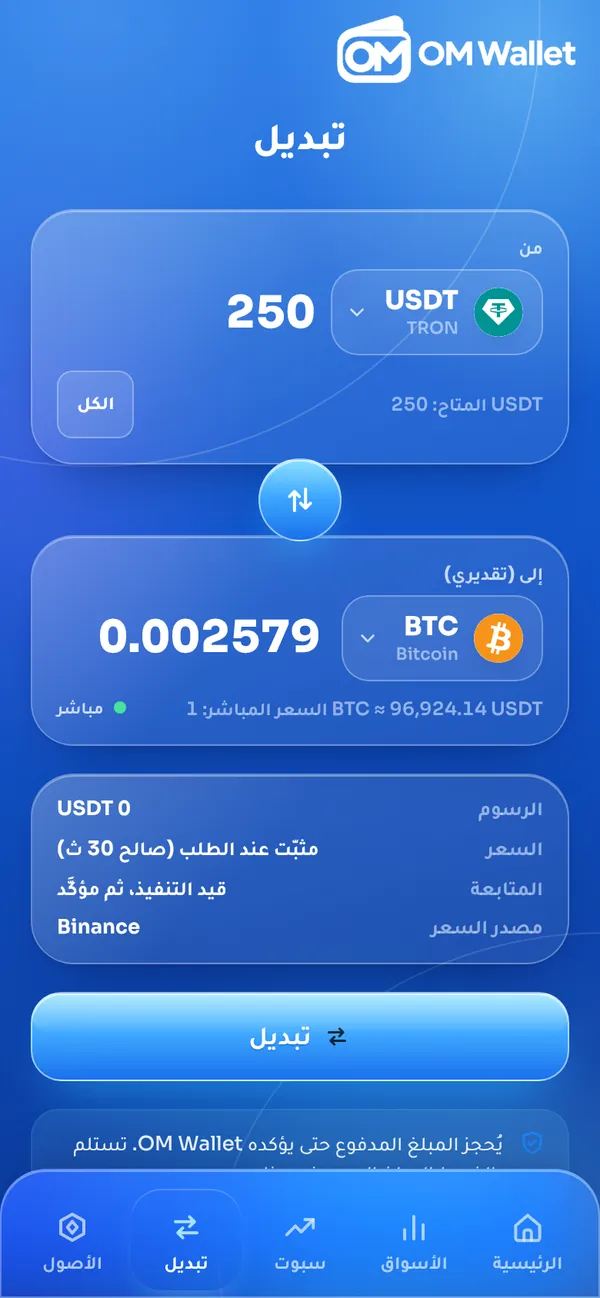 OM Wallet
تبديل
من
USDT
TRON
250
المتاح: 250 USDT
الكل
إلى (تقديري)
BTC
Bitcoin
0.002579
السعر المباشر: 1 BTC ≈ 96,924.14 USDT
مباشر
الرسوم 0 USDT
السعر مثبّت عند الطلب (صالح 30 ث)
المتابعة قيد التنفيذ، ثم مؤكَّد
مصدر السعر Binance
تبديل
يُحجز المبلغ المدفوع حتى يؤكده OM Wallet. تستلم
الرئيسية
الأسواق
سبوت
تبديل
الأصول